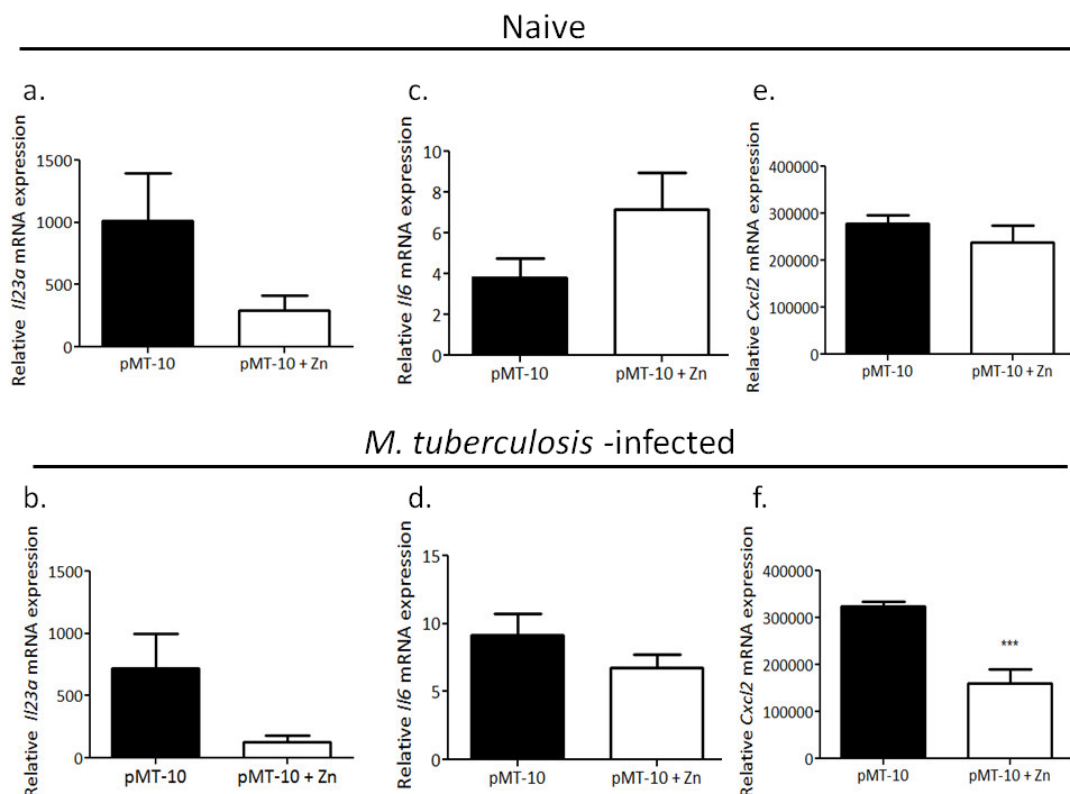 Naive
a.
Relative Il23a mRNA expression
1500
1000
500
0
pMT-10
pMT-10 + Zn
c.
Relative Il6 mRNA expression
10
8
6
4
2
0
pMT-10
pMT-10 + Zn
e.
Relative Cxcl2 mRNA expression
400000
300000
200000
100000
0
pMT-10
pMT-10 + Zn
M. tuberculosis -infected
b.
Relative Il23a mRNA expression
1500
1000
500
0
pMT-10
pMT-10 + Zn
d.
Relative Il6 mRNA expression
15
10
5
0
pMT-10
pMT-10 + Zn
f.
Relative Cxcl2 mRNA expression
400000
300000
200000
100000
0
***
pMT-10
pMT-10 + Zn